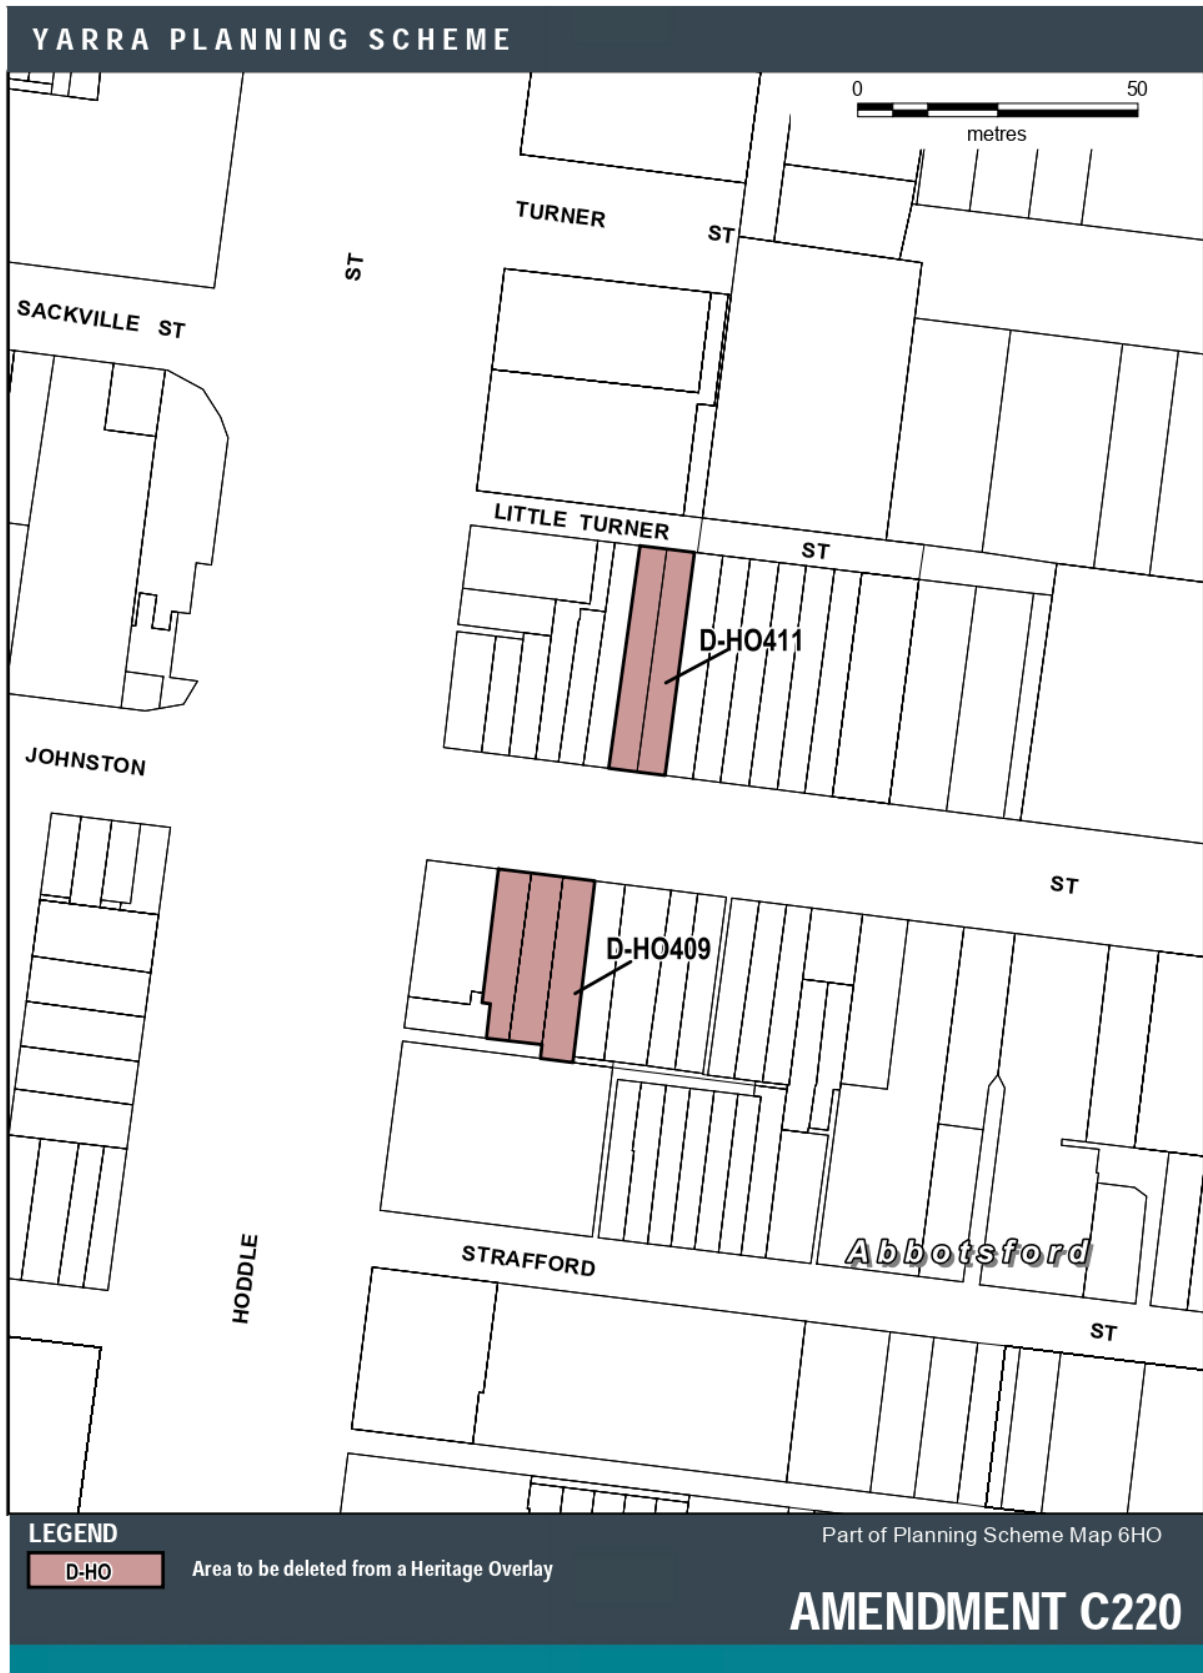 YARRA PLANNING SCHEME
0 50
metres
TURNER ST
ST
SACKVILLE ST
LITTLE TURNER ST
D-HO411
JOHNSTON
ST
D-HO409
HODDLE
STRAFFORD
Abbotsford
ST
LEGEND
Part of Planning Scheme Map 6HO
D-HO Area to be deleted from a Heritage Overlay
AMENDMENT C220